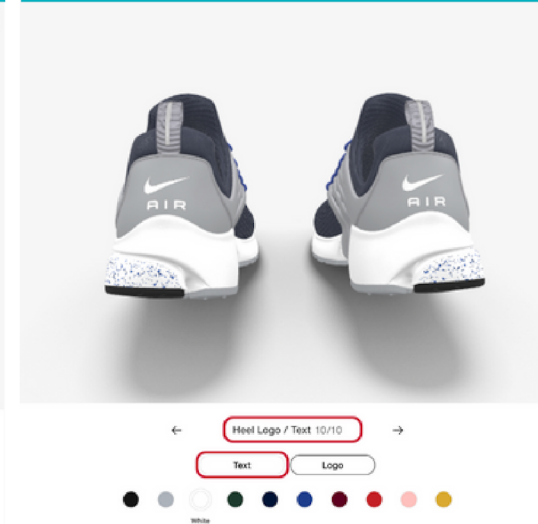 AIR
AIR
← Heel Logo / Text 10/10 →
Text
Logo
White